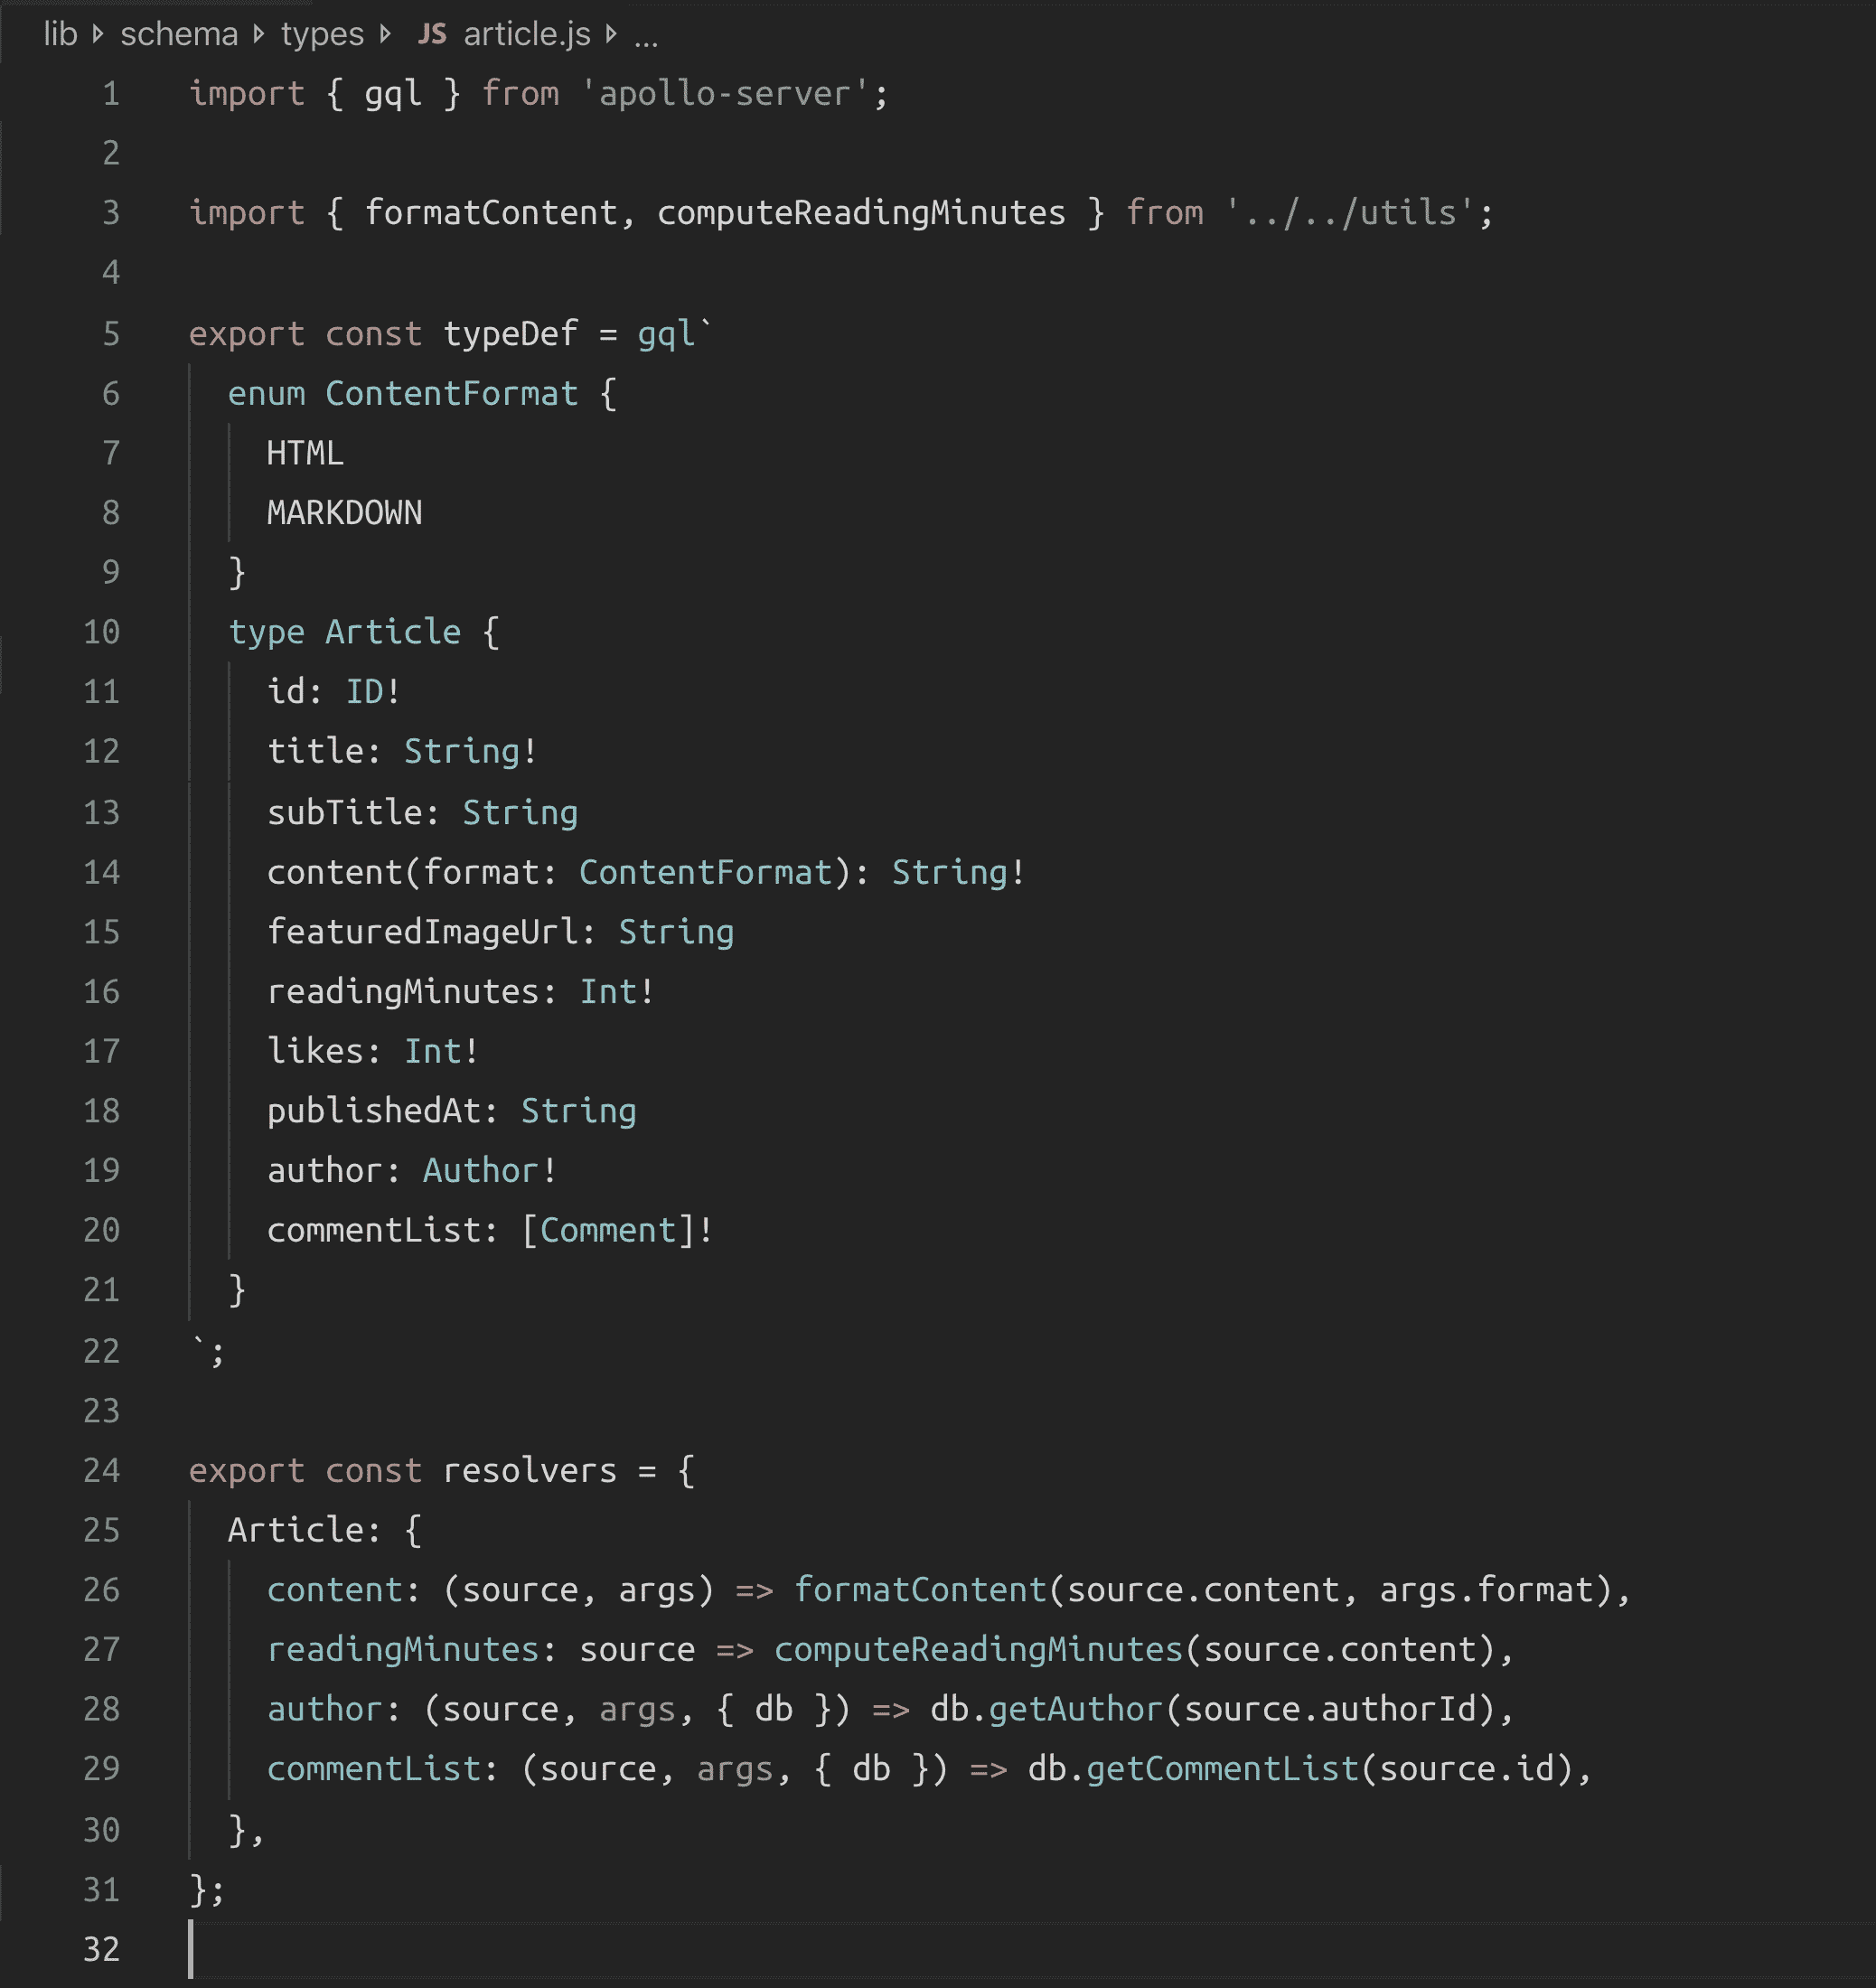 lib schema types JS article.js ...
1 import { gql } from 'apollo-server';
2
3 import { formatContent, computeReadingMinutes } from '../../utils';
4
5 export const typeDef = gql`
6 enum ContentFormat {
7 HTML
8 MARKDOWN
9 }
10 type Article {
11 id: ID!
12 title: String!
13 subTitle: String
14 content(format: ContentFormat): String!
15 featuredImageUrl: String
16 readingMinutes: Int!
17 likes: Int!
18 publishedAt: String
19 author: Author!
20 commentList: [Comment]!
21 }
22 `;
23
24 export const resolvers = {
25 Article: {
26 content: (source, args) => formatContent(source.content, args.format),
27 readingMinutes: source => computeReadingMinutes(source.content),
28 author: (source, args, { db }) => db.getAuthor(source.authorId),
29 commentList: (source, args, { db }) => db.getCommentList(source.id),
30 },
31 };
32